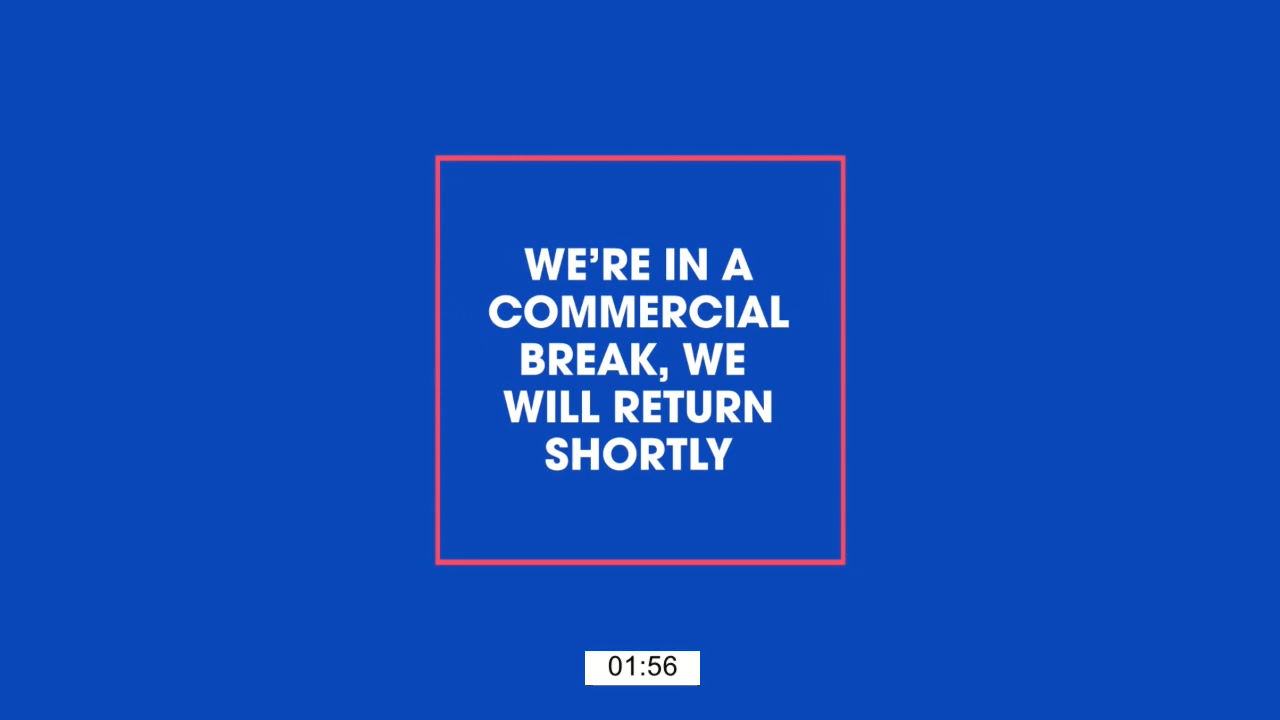 WE’RE IN A
COMMERCIAL
BREAK, WE
WILL RETURN
SHORTLY
01:56